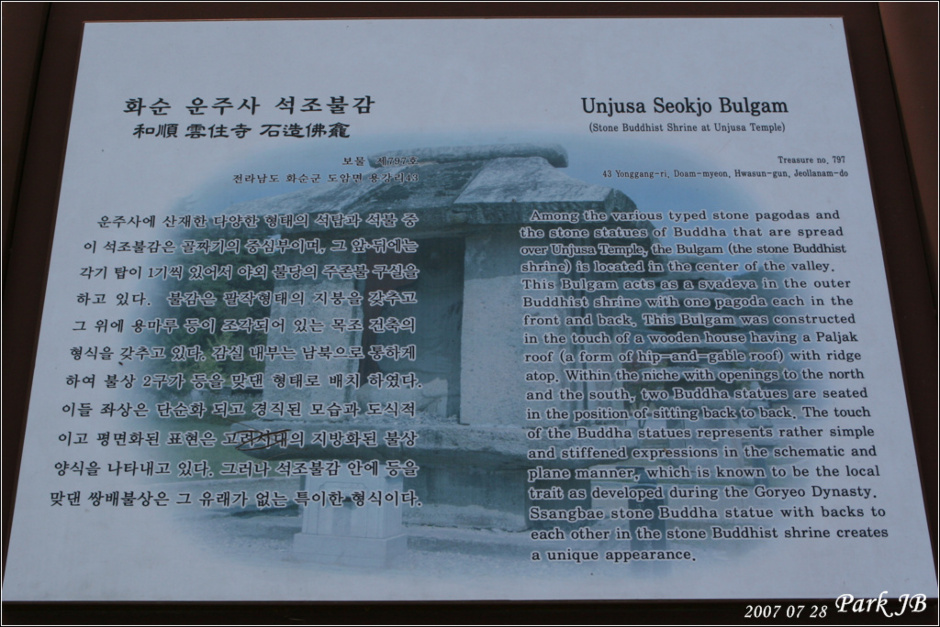 화순 운주사 석조불감
和順 雲住寺 石造佛龕
보물 제797호
전라남도 화순군 도암면 용강리43
운주사에 산재한 다양한 형태의 석탑과 석불 중
이 석조불감은 골짜기의 중심부이며, 그 앞·뒤에는
각기 탑이 1기씩 있어서 야외 불당의 주존불 구실을
하고 있다. 불감은 팔작형태의 지붕을 갖추고
그 위에 용마루 등이 조각되어 있는 목조 건축의
형식을 갖추고 있다. 감실 내부는 남북으로 통하게
하여 불상 2구가 등을 맞댄 형태로 배치 하였다.
이들 좌상은 단순화 되고 경직된 모습과 도식적
이고 평면화된 표현은 고려시대의 지방화된 불상
양식을 나타내고 있다. 그러나 석조불감 안에 등을
맞댄 쌍배불상은 그 유래가 없는 특이한 형식이다.
Unjusa Seokjo Bulgam
(Stone Buddhist Shrine at Unjusa Temple)
Treasure no. 797
43 Yonggang-ri, Doam-myeon, Hwasun-gun, Jeollanam-do
Among the various typed stone pagodas and
the stone statues of Buddha that are spread
over Unjusa Temple, the Bulgam (the stone Buddhist
shrine) is located in the center of the valley.
This Bulgam acts as a svadeva in the outer
Buddhist shrine with one pagoda each in the
front and back. This Bulgam was constructed
in the touch of a wooden house having a Paljak
roof (a form of hip-and-gable roof) with ridge
atop. Within the niche with openings to the north
and the south, two Buddha statues are seated
in the position of sitting back to back. The touch
of the Buddha statues represents rather simple
and stiffened expressions in the schematic and
plane manner, which is known to be the local
trait as developed during the Goryeo Dynasty.
Ssangbae stone Buddha statue with backs to
each other in the stone Buddhist shrine creates
a unique appearance.
2007 07 28 Park JB